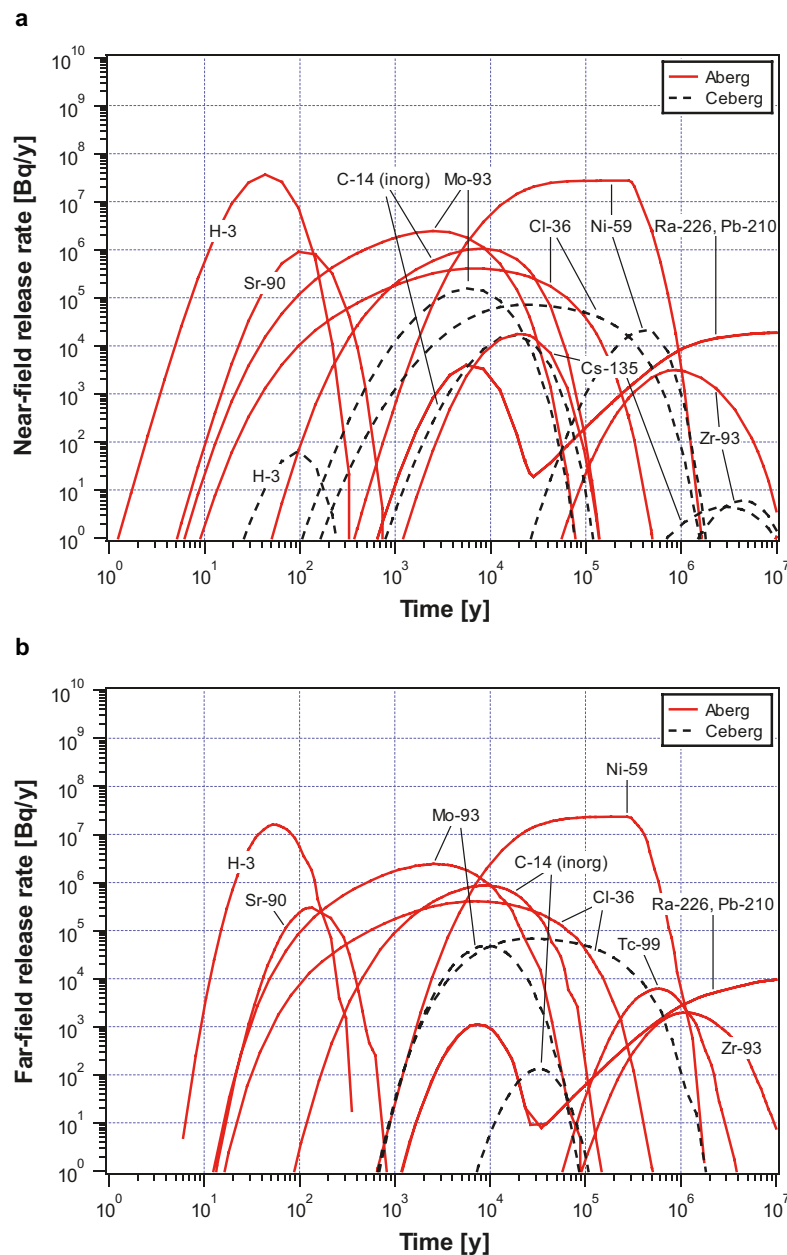 a
Near-field release rate [Bq/y]
10^10
10^9
10^8
10^7
10^6
10^5
10^4
10^3
10^2
10^1
10^0
Aberg
Ceberg
C-14 (inorg)
Mo-93
Cl-36
Ni-59
Ra-226, Pb-210
H-3
Sr-90
Cs-135
Zr-93
H-3
10^0 10^1 10^2 10^3 10^4 10^5 10^6 10^7
Time [y]
b
Far-field release rate [Bq/y]
10^10
10^9
10^8
10^7
10^6
10^5
10^4
10^3
10^2
10^1
10^0
Aberg
Ceberg
Ni-59
Mo-93
C-14 (inorg)
H-3
Sr-90
Cl-36
Ra-226, Pb-210
Tc-99
Zr-93
10^0 10^1 10^2 10^3 10^4 10^5 10^6 10^7
Time [y]